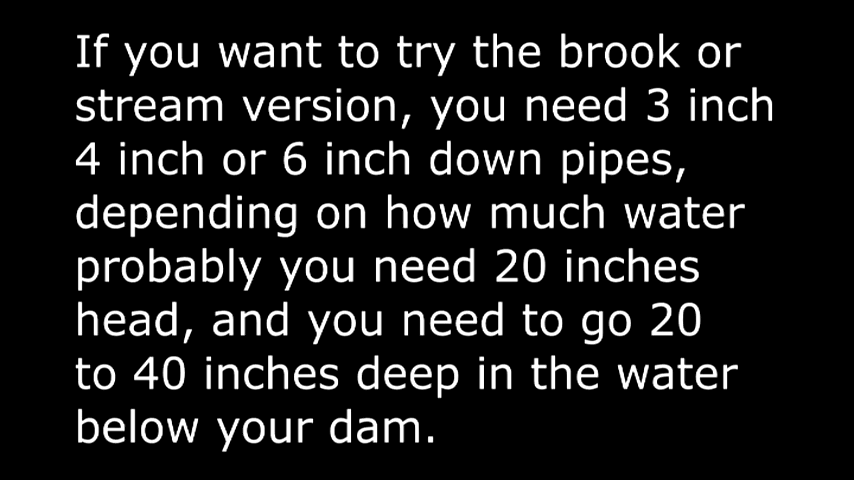 If you want to try the brook or
stream version, you need 3 inch
4 inch or 6 inch down pipes,
depending on how much water
probably you need 20 inches
head, and you need to go 20
to 40 inches deep in the water
below your dam.